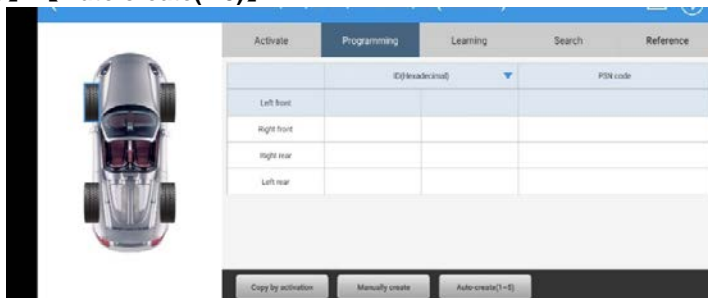 Activate Programming Learning Search Reference
ID(Hexadecimal) PSN code
Left front
Right front
Right rear
Left rear
Copy by activation Manually create Auto-create(1~5)